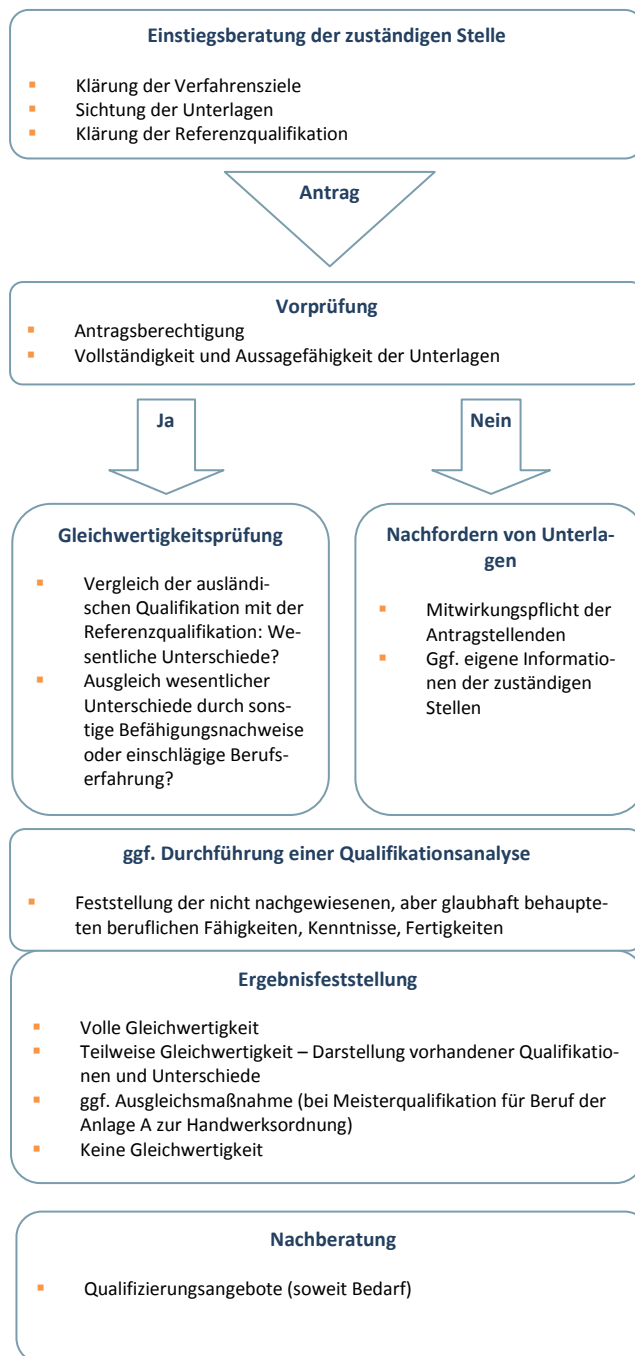 Einstiegsberatung der zuständigen Stelle
▪ Klärung der Verfahrensziele
▪ Sichtung der Unterlagen
▪ Klärung der Referenzqualifikation
Antrag
Vorprüfung
▪ Antragsberechtigung
▪ Vollständigkeit und Aussagefähigkeit der Unterlagen
Ja
Nein
Gleichwertigkeitsprüfung
▪ Vergleich der ausländi-
schen Qualifikation mit der
Referenzqualifikation: We-
sentliche Unterschiede?
▪ Ausgleich wesentlicher
Unterschiede durch sons-
tige Befähigungsnachweise
oder einschlägige Berufs-
erfahrung?
Nachfordern von Unterla-
gen
▪ Mitwirkungspflicht der
Antragstellenden
▪ Ggf. eigene Informatio-
nen der zuständigen
Stellen
ggf. Durchführung einer Qualifikationsanalyse
▪ Feststellung der nicht nachgewiesenen, aber glaubhaft behaupte-
ten beruflichen Fähigkeiten, Kenntnisse, Fertigkeiten
Ergebnisfeststellung
▪ Volle Gleichwertigkeit
▪ Teilweise Gleichwertigkeit – Darstellung vorhandener Qualifikatio-
nen und Unterschiede
▪ ggf. Ausgleichsmaßnahme (bei Meisterqualifikation für Beruf der
Anlage A zur Handwerksordnung)
▪ Keine Gleichwertigkeit
Nachberatung
▪ Qualifizierungsangebote (soweit Bedarf)